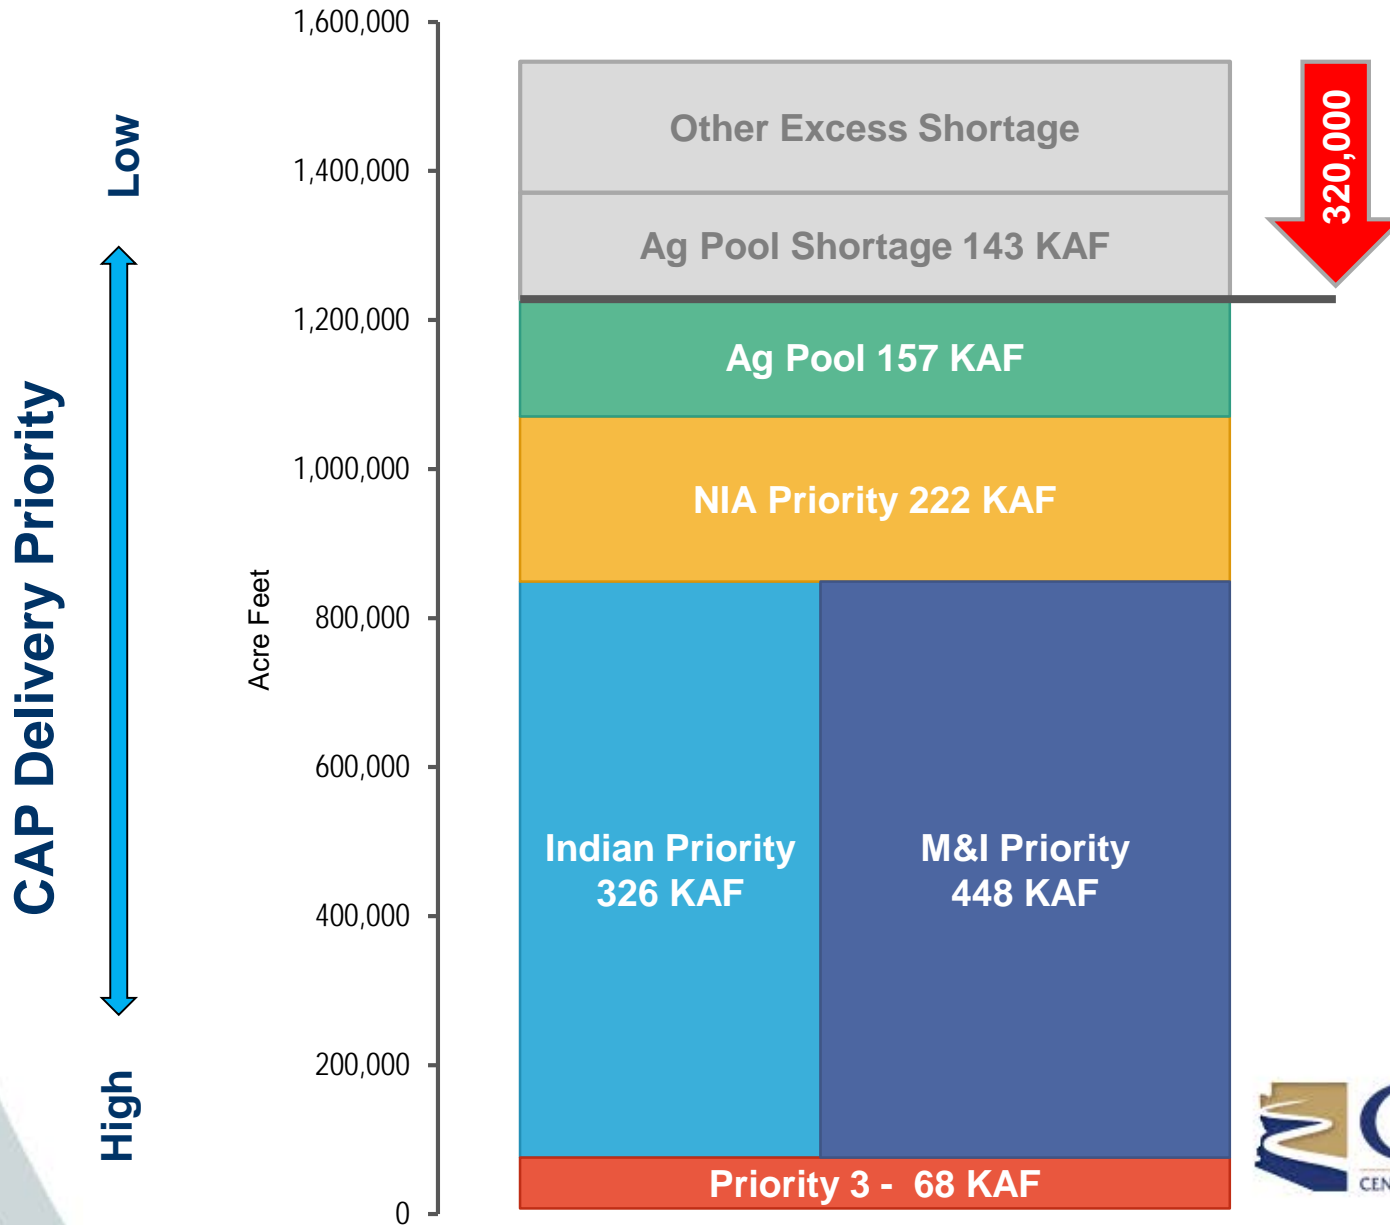 CAP Delivery Priority
Low
High
Acre Feet
1,600,000
1,400,000
1,200,000
1,000,000
800,000
600,000
400,000
200,000
0
Other Excess Shortage
Ag Pool Shortage 143 KAF
Ag Pool 157 KAF
NIA Priority 222 KAF
Indian Priority
326 KAF
M&I Priority
448 KAF
Priority 3 - 68 KAF
320,000